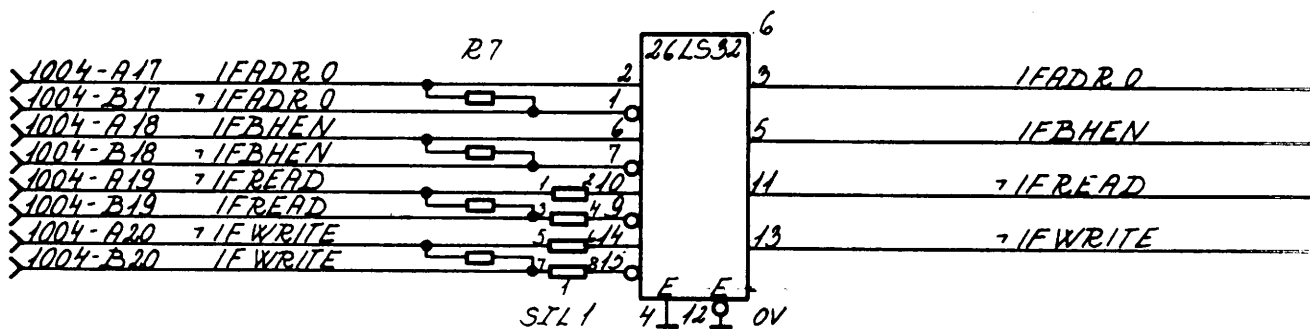 6
R7 26LS32
1004-A17 IFADR 0 2 3 IFADR 0
1004-B17 ¬IFADR 0 1
1004-A18 IFBHEN 6 5 IFBHEN
1004-B18 ¬IFBHEN 7
1004-A19 ¬IFREAD 1 2 10 11 ¬IFREAD
1004-B19 IFREAD 3 4 9
1004-A20 ¬IFWRITE 5 6 14 13 ¬IFWRITE
1004-B20 IFWRITE 7 8 15
1
E E
SIL1 4 12 0V